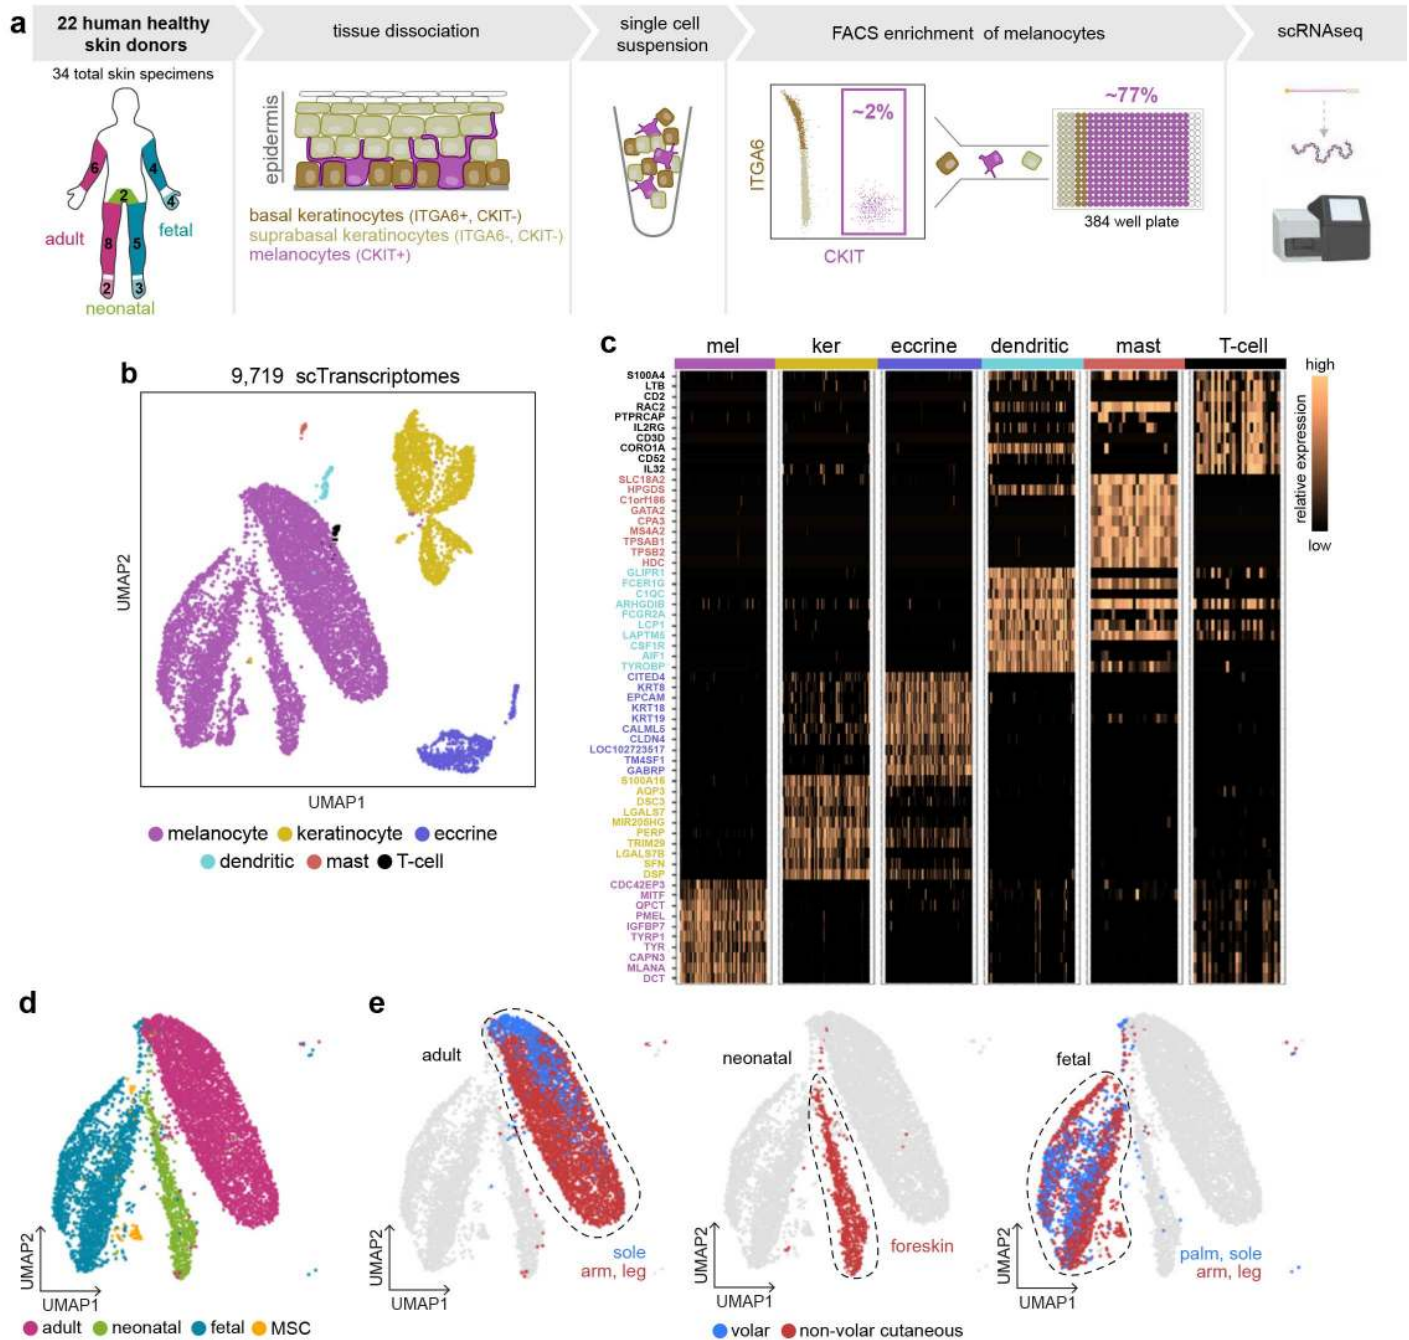 a
22 human healthy
skin donors
tissue dissociation
single cell
suspension
FACS enrichment of melanocytes
scRNAseq
34 total skin specimens
6
4
2
4
adult
fetal
8
5
2
3
neonatal
epidermis
basal keratinocytes (ITGA6+, CKIT-)
suprabasal keratinocytes (ITGA6-, CKIT-)
melanocytes (CKIT+)
ITGA6
~2%
CKIT
~77%
384 well plate
b
9,719 scTranscriptomes
UMAP2
UMAP1
melanocyte keratinocyte eccrine
dendritic mast T-cell
c
mel ker eccrine dendritic mast T-cell
S100A4
LTB
CD2
RAC2
PTPRCAP
IL2RG
CD3D
CORO1A
CD52
IL32
SLC18A2
HPGDS
C1orf186
GATA2
CPA3
MS4A2
TPSAB1
TPSB2
HDC
GLIPR1
FCER1G
C1QC
ARHGDIB
FCGR2A
LCP1
LAPTM5
CSF1R
AIF1
TYROBP
CITED4
KRT8
EPCAM
KRT18
KRT19
CALML5
CLDN4
LOC102723517
TM4SF1
GABRP
S100A16
AQP3
DSC3
LGALS7
MIR205HG
PERP
TRIM29
LGALS7B
SFN
DSP
CDC42EP3
MITF
QPCT
PMEL
IGFBP7
TYRP1
TYR
CAPN3
MLANA
DCT
high
relative expression
low
d
UMAP2
UMAP1
adult neonatal fetal MSC
e
adult
sole
arm, leg
UMAP2
UMAP1
neonatal
foreskin
UMAP2
UMAP1
fetal
palm, sole
arm, leg
UMAP2
UMAP1
volar non-volar cutaneous